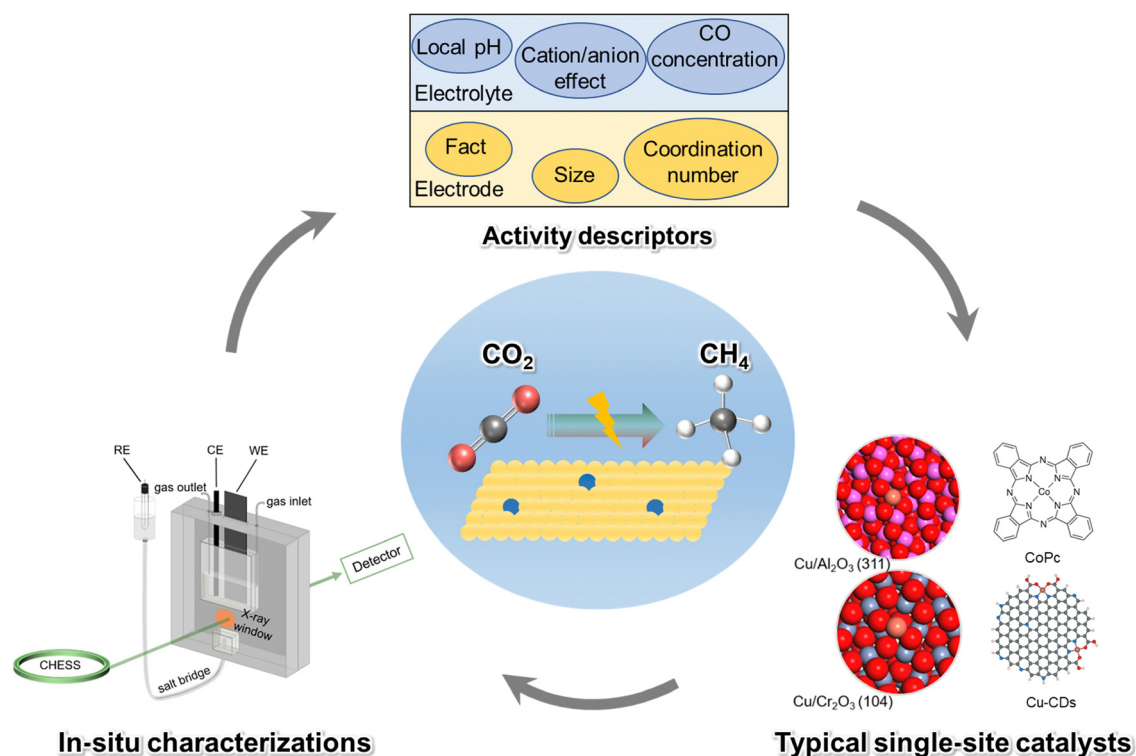 Local pH
Cation/anion
effect
CO
concentration
Electrolyte
Fact
Size
Coordination
number
Electrode
Activity descriptors
CO₂
CH₄
RE
CE
WE
gas outlet
gas inlet
Detector
X-ray
window
CHESS
salt bridge
In-situ characterizations
Co
N
N
N
N
N
N
N
N
Cu/Al₂O₃ (311)
CoPc
Cu/Cr₂O₃ (104)
Cu-CDs
Typical single-site catalysts